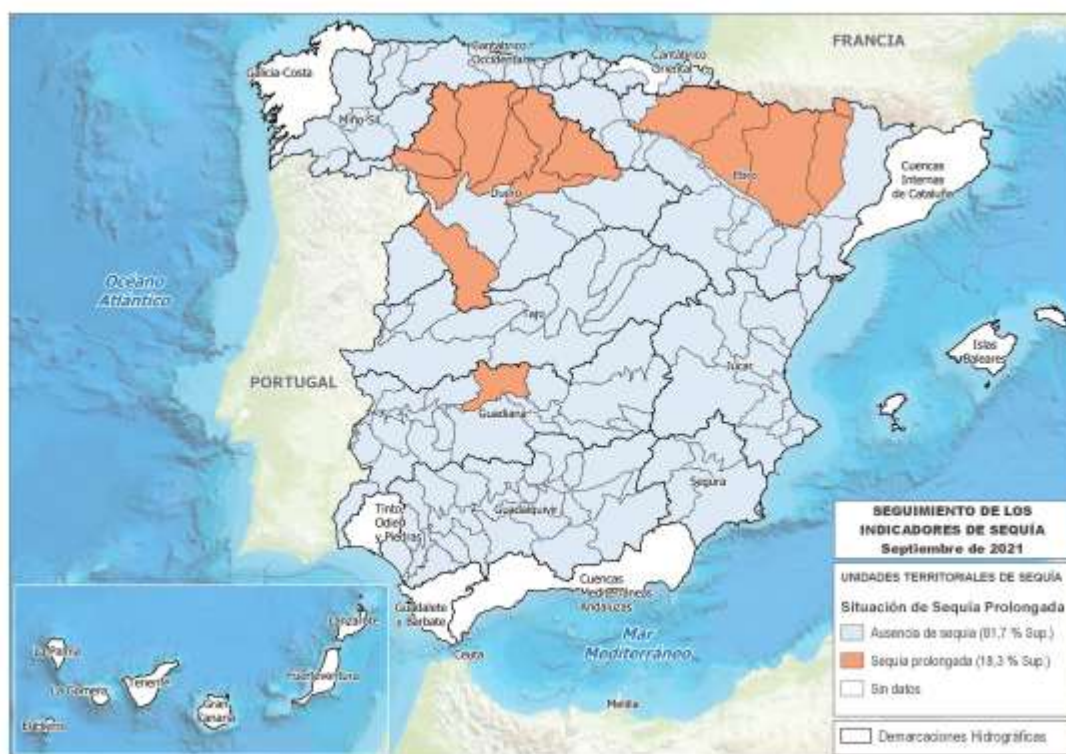 FRANCIA
Cantábrico
Occidental
Cantábrico
Oriental
Galicia-Costa
Miño-Sil
Duero
Ebro
Cuencas
Internas
de Cataluña
Océano
Atlántico
Tajo
Islas
Baleares
Júcar
PORTUGAL
Guadiana
Segura
Guadalquivir
Tinto,
Odiel
y Piedras
Cuencas
Mediterráneas
Andaluzas
Guadalete
y Barbate
Mar
Mediterráneo
Ceuta
Melilla
Lanzarote
La Palma
Fuerteventura
Tenerife
La Gomera
Gran
Canaria
El Hierro
SEGUIMIENTO DE LOS
INDICADORES DE SEQUÍA
Septiembre de 2021
UNIDADES TERRITORIALES DE SEQUÍA
Situación de Sequía Prolongada
Ausencia de sequía (81,7 % Sup.)
Sequía prolongada (18,3 % Sup.)
Sin datos
Demarcaciones Hidrográficas